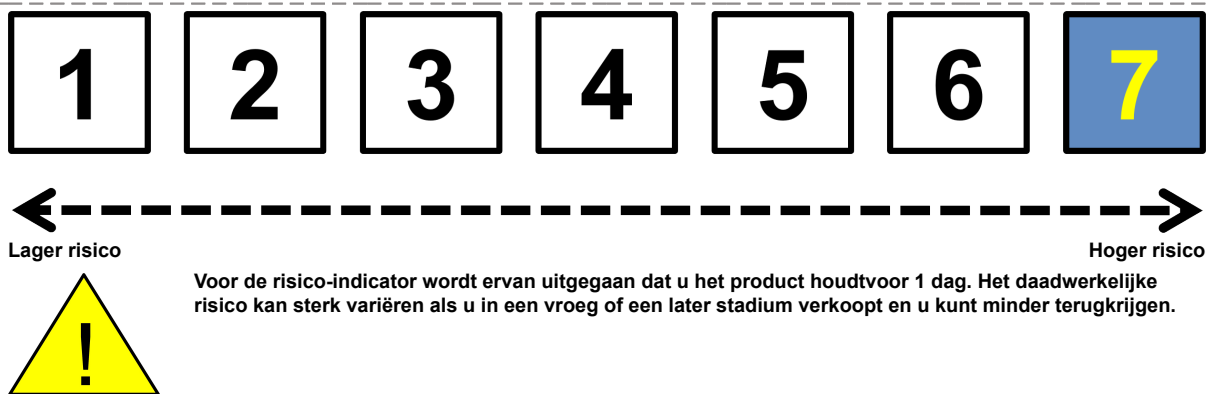 1 2 3 4 5 6 7
Lager risico Hoger risico
!
Voor de risico-indicator wordt ervan uitgegaan dat u het product houdtvoor 1 dag. Het daadwerkelijke
risico kan sterk variëren als u in een vroeg of een later stadium verkoopt en u kunt minder terugkrijgen.